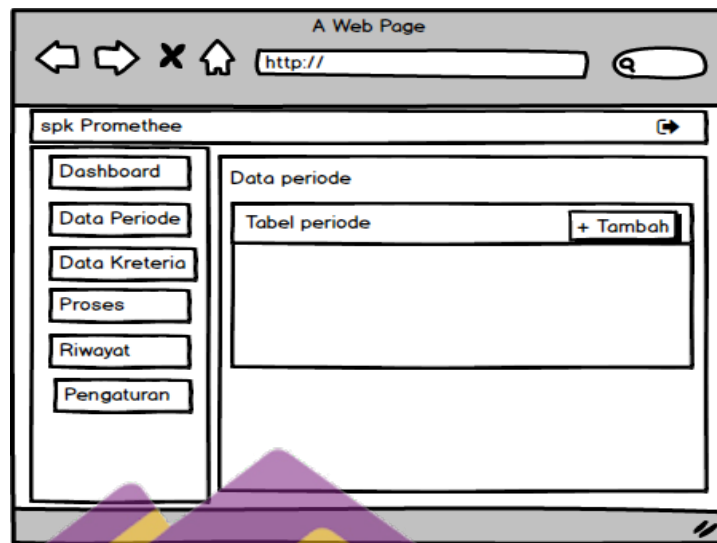 A Web Page
http://
spk Promethee
Dashboard
Data Periode
Data Kreteria
Proses
Riwayat
Pengaturan
Data periode
Tabel periode
+ Tambah